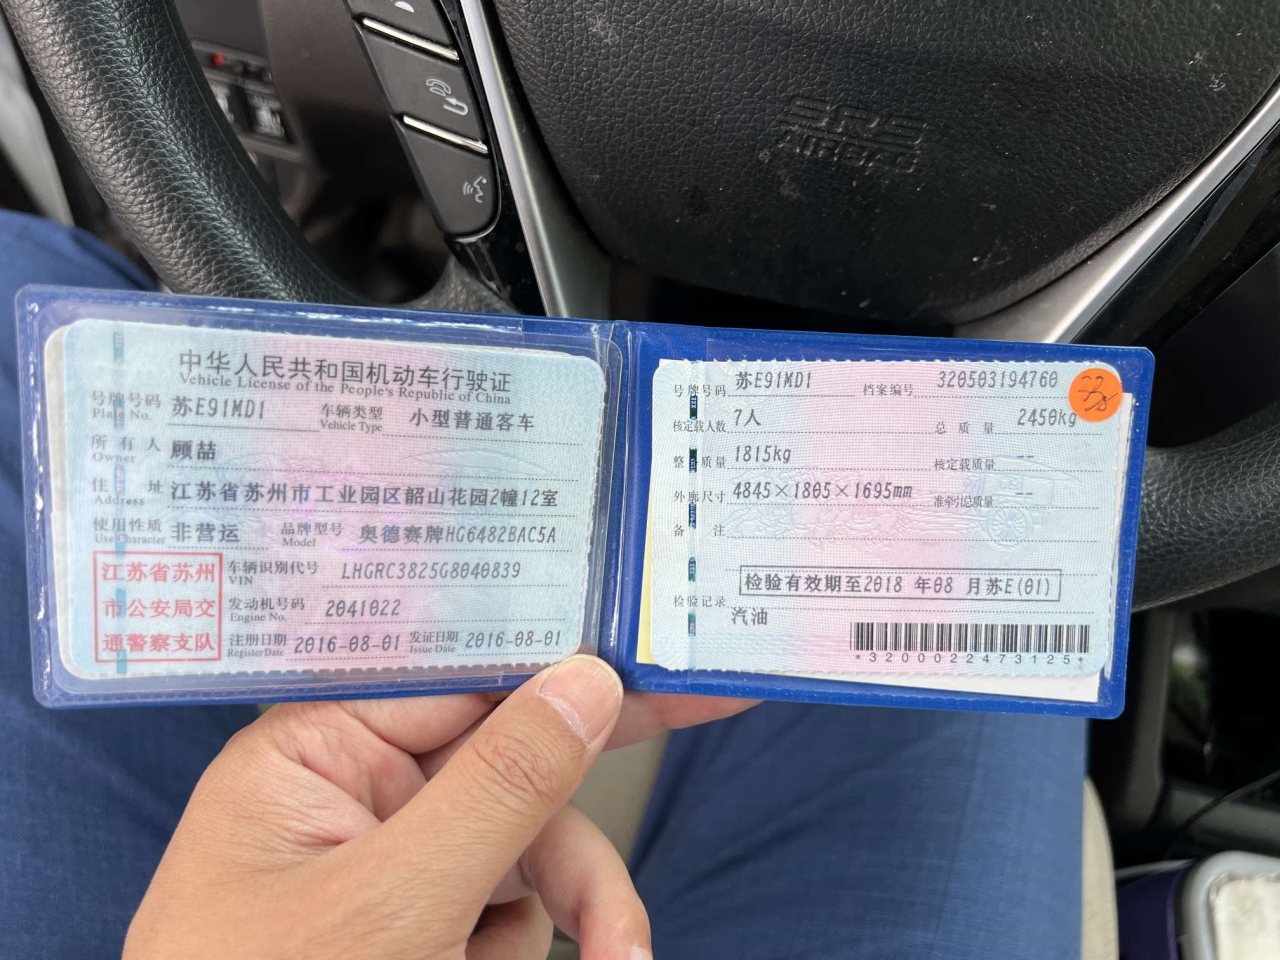 SRS
AIRBAG
中华人民共和国机动车行驶证
Vehicle License of the People's Republic of China
号牌号码 苏E91MD1 车辆类型 小型普通客车
Plate No. Vehicle Type
所有人 顾喆
Owner
住址 江苏省苏州市工业园区韶山花园2幢12室
Address
使用性质 非营运 品牌型号 奥德赛牌HG6482BAC5A
Use Character Model
江苏省苏州
市公安局交
通警察支队
车辆识别代号 LHGRC3825G8040839
VIN
发动机号码 2041022
Engine No.
注册日期 2016-08-01 发证日期 2016-08-01
Register Date Issue Date
号牌号码 苏E91MD1 档案编号 320503194760
核定载人数 7人 总质量 2450kg
整备质量 1815kg 核定载质量 --
外廓尺寸 4845×1805×1695mm 准牵引总质量 --
备注
检验有效期至2018 年08 月苏E(01)
检验记录
汽油
*3200022473125*